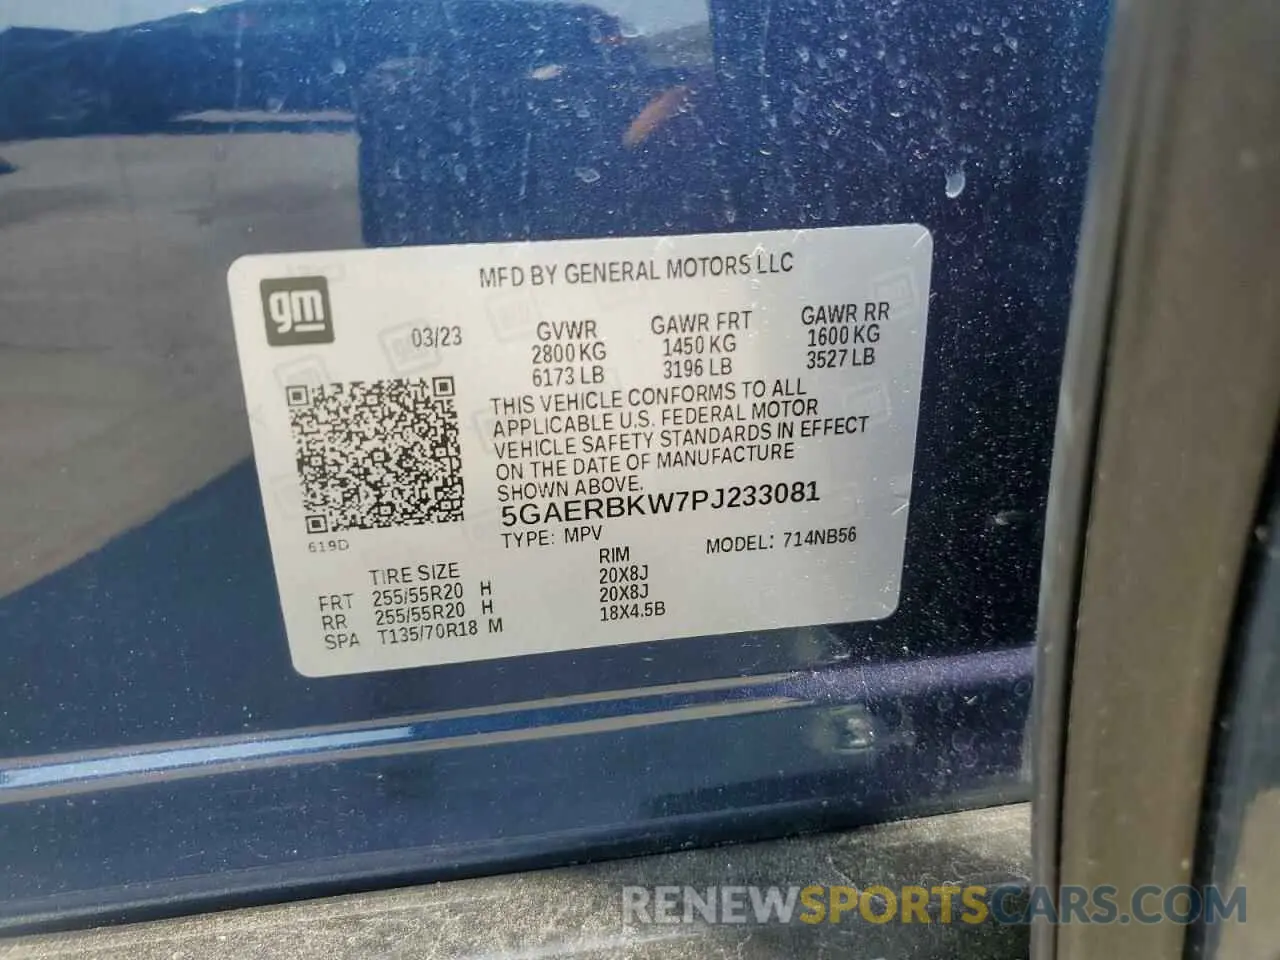 gm
MFD BY GENERAL MOTORS LLC
03/23
GVWR GAWR FRT GAWR RR
2800 KG 1450 KG 1600 KG
6173 LB 3196 LB 3527 LB
THIS VEHICLE CONFORMS TO ALL
APPLICABLE U.S. FEDERAL MOTOR
VEHICLE SAFETY STANDARDS IN EFFECT
ON THE DATE OF MANUFACTURE
SHOWN ABOVE.
5GAERBKW7PJ233081
619D
TYPE: MPV MODEL: 714NB56
TIRE SIZE RIM
FRT 255/55R20 H 20X8J
RR 255/55R20 H 20X8J
SPA T135/70R18 M 18X4.5B
RENEWSPORTSCARS.COM